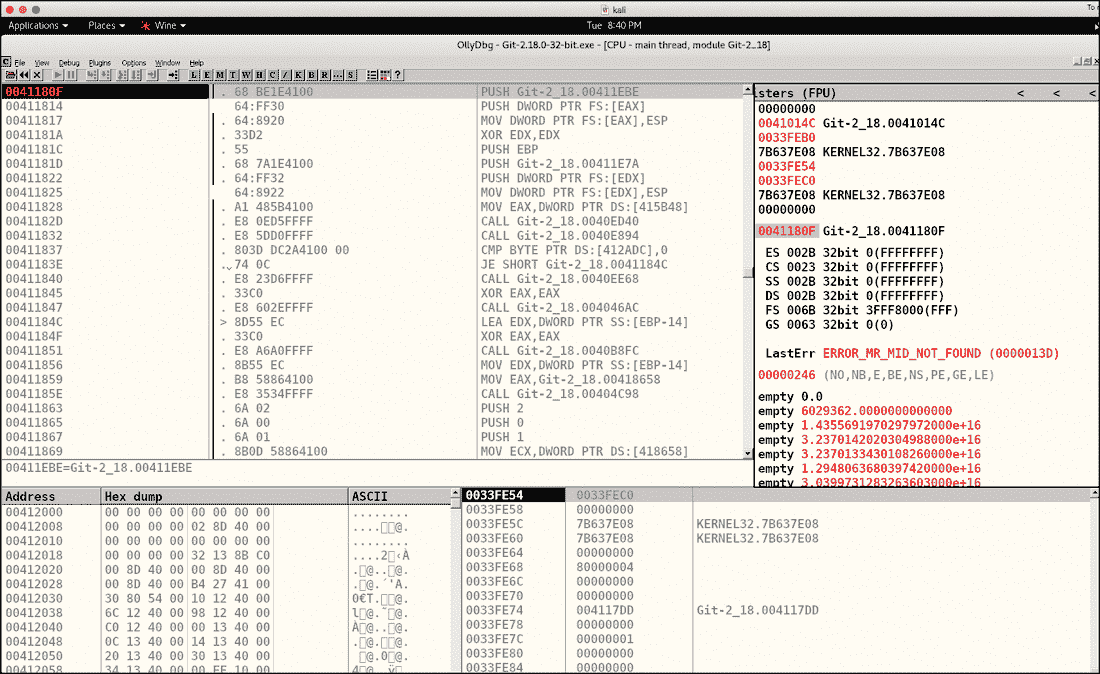 kali
To
Applications Places Wine Tue 8:40 PM
OllyDbg - Git-2.18.0-32-bit.exe - [CPU - main thread, module Git-2_18]
C File View Debug Plugins Options Window Help
L E M T W H C / K B R ... S ?
0041180F . 68 BE1E4100 PUSH Git-2_18.00411EBE
00411814 . 64:FF30 PUSH DWORD PTR FS:[EAX]
00411817 . 64:8920 MOV DWORD PTR FS:[EAX],ESP
0041181A . 33D2 XOR EDX,EDX
0041181C . 55 PUSH EBP
0041181D . 68 7A1E4100 PUSH Git-2_18.00411E7A
00411822 . 64:FF32 PUSH DWORD PTR FS:[EDX]
00411825 . 64:8922 MOV DWORD PTR FS:[EDX],ESP
00411828 . A1 485B4100 MOV EAX,DWORD PTR DS:[415B48]
0041182D . E8 0ED5FFFF CALL Git-2_18.0040ED40
00411832 . E8 5DD0FFFF CALL Git-2_18.0040E894
00411837 . 803D DC2A4100 00 CMP BYTE PTR DS:[412ADC],0
0041183E . 74 0C JE SHORT Git-2_18.0041184C
00411840 . E8 23D6FFFF CALL Git-2_18.0040EE68
00411845 . 33C0 XOR EAX,EAX
00411847 . E8 602EFFFF CALL Git-2_18.004046AC
0041184C > 8D55 EC LEA EDX,DWORD PTR SS:[EBP-14]
0041184F . 33C0 XOR EAX,EAX
00411851 . E8 A6A0FFFF CALL Git-2_18.0040B8FC
00411856 . 8B55 EC MOV EDX,DWORD PTR SS:[EBP-14]
00411859 . B8 58864100 MOV EAX,Git-2_18.00418658
0041185E . E8 3534FFFF CALL Git-2_18.00404C98
00411863 . 6A 02 PUSH 2
00411865 . 6A 00 PUSH 0
00411867 . 6A 01 PUSH 1
00411869 . 8B0D 58864100 MOV ECX,DWORD PTR DS:[418658]
00411EBE=Git-2_18.00411EBE
sters (FPU) < < <
00000000
0041014C Git-2_18.0041014C
0033FEB0
7B637E08 KERNEL32.7B637E08
0033FE54
0033FEC0
7B637E08 KERNEL32.7B637E08
00000000
0041180F Git-2_18.0041180F
ES 002B 32bit 0(FFFFFFFF)
CS 0023 32bit 0(FFFFFFFF)
SS 002B 32bit 0(FFFFFFFF)
DS 002B 32bit 0(FFFFFFFF)
FS 006B 32bit 3FFF8000(FFF)
GS 0063 32bit 0(0)
LastErr ERROR_MR_MID_NOT_FOUND (0000013D)
00000246 (NO,NB,E,BE,NS,PE,GE,LE)
empty 0.0
empty 6029362.0000000000000
empty 1.4355691970297972000e+16
empty 3.2370142020304988000e+16
empty 3.2370133430108260000e+16
empty 1.2948063680397420000e+16
empty 3.0399731283263603000e+16
Address Hex dump ASCII
00412000 00 00 00 00 00 00 00 00 ........
00412008 00 00 00 00 02 8D 40 00 ....@.
00412010 00 00 00 00 00 00 00 00 ........
00412018 00 00 00 00 32 13 8B C0 ....2‹À
00412020 00 8D 40 00 00 8D 40 00 .@..@.
00412028 00 8D 40 00 B4 27 41 00 .@.´'A.
00412030 30 80 54 00 10 12 40 00 0€T.@.
00412038 6C 12 40 00 98 12 40 00 l@.˜@.
00412040 C0 12 40 00 00 13 40 00 À@..@.
00412048 0C 13 40 00 14 13 40 00 .@.@.
00412050 20 13 40 00 30 13 40 00 @.0@.
00412058 34 13 40 00 00 EE 10 00
0033FE54 0033FEC0
0033FE58 00000000
0033FE5C 7B637E08 KERNEL32.7B637E08
0033FE60 7B637E08 KERNEL32.7B637E08
0033FE64 00000000
0033FE68 80000004
0033FE6C 00000000
0033FE70 00000000
0033FE74 004117DD Git-2_18.004117DD
0033FE78 00000000
0033FE7C 00000001
0033FE80 00000000
0033FE84 00000000